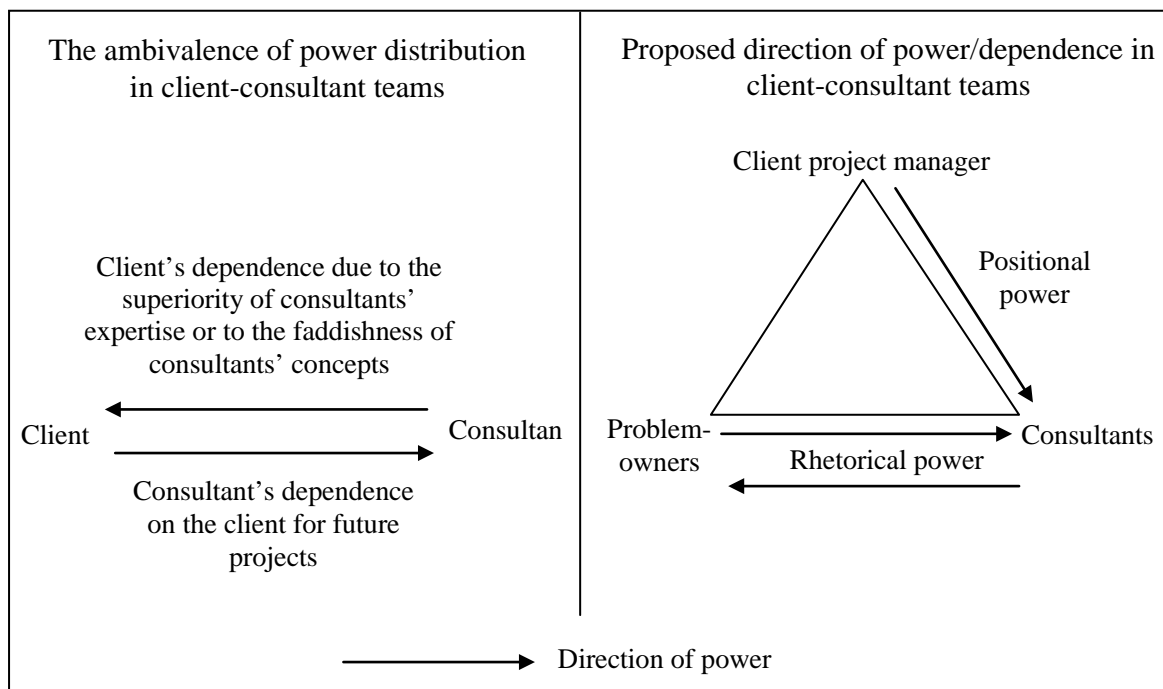 The ambivalence of power distribution
in client-consultant teams
Client’s dependence due to the
superiority of consultants’
expertise or to the faddishness of
consultants’ concepts
Client
Consultan
Consultant’s dependence
on the client for future
projects
Proposed direction of power/dependence in
client-consultant teams
Client project manager
Positional
power
Problem-
owners
Consultants
Rhetorical power
Direction of power